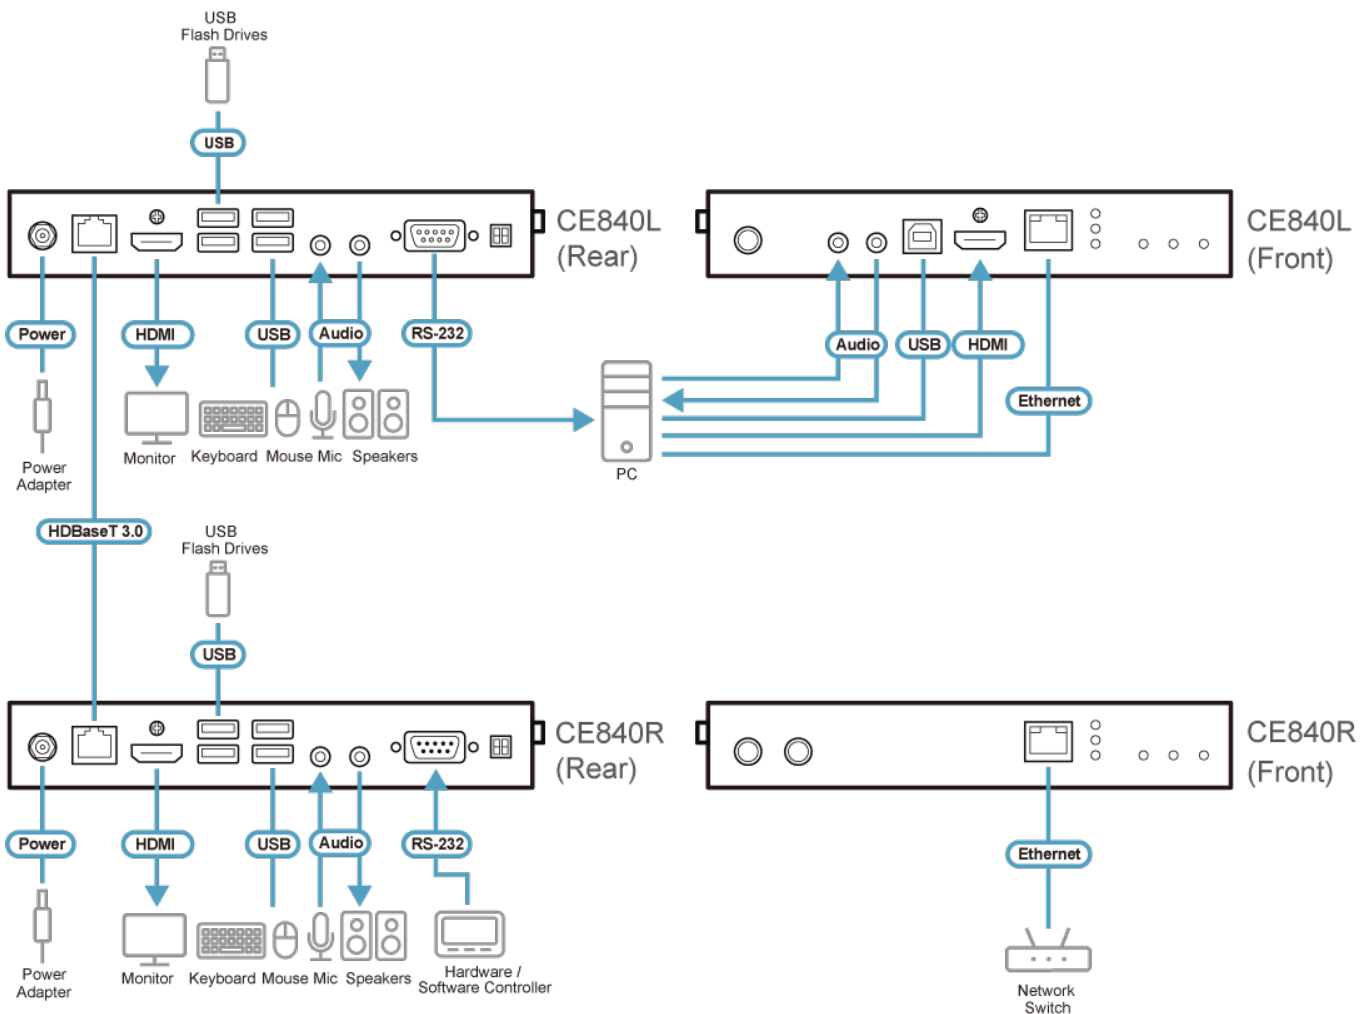 USB
Flash Drives
USB
CE840L
(Rear)
CE840L
(Front)
Power
HDMI
USB
Audio
RS-232
Audio
USB
HDMI
Ethernet
Monitor
Keyboard
Mouse
Mic
Speakers
Power
Adapter
PC
HDBaseT 3.0
USB
Flash Drives
USB
CE840R
(Rear)
CE840R
(Front)
Power
HDMI
USB
Audio
RS-232
Ethernet
Power
Adapter
Monitor
Keyboard
Mouse
Mic
Speakers
Hardware /
Software Controller
Network
Switch